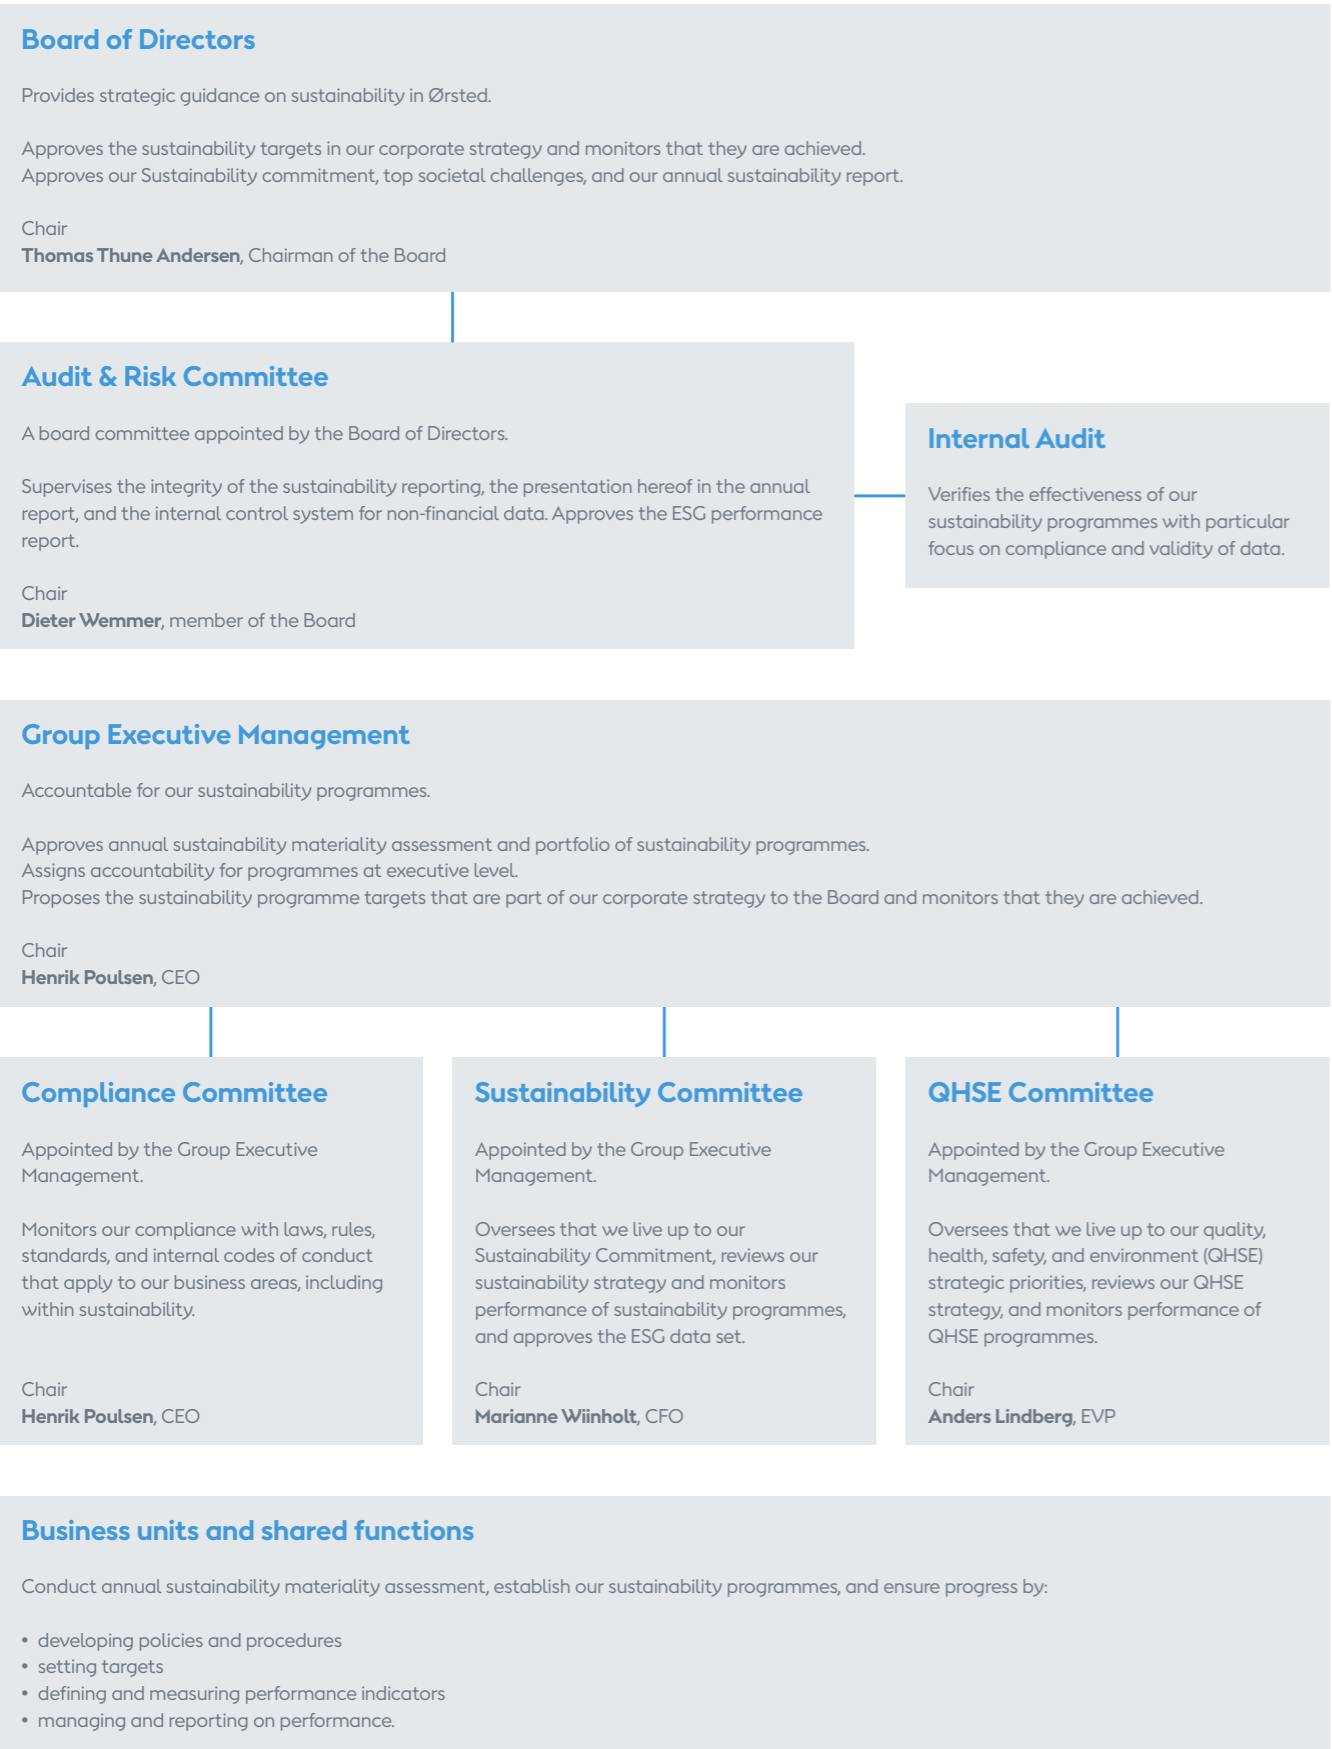 Board of Directors
Provides strategic guidance on sustainability in Ørsted.
Approves the sustainability targets in our corporate strategy and monitors that they are achieved.
Approves our Sustainability commitment, top societal challenges, and our annual sustainability report.
Chair
Thomas Thune Andersen, Chairman of the Board
Audit & Risk Committee
A board committee appointed by the Board of Directors.
Supervises the integrity of the sustainability reporting, the presentation hereof in the annual
report, and the internal control system for non-financial data. Approves the ESG performance
report.
Chair
Dieter Wemmer, member of the Board
Internal Audit
Verifies the effectiveness of our
sustainability programmes with particular
focus on compliance and validity of data.
Group Executive Management
Accountable for our sustainability programmes.
Approves annual sustainability materiality assessment and portfolio of sustainability programmes.
Assigns accountability for programmes at executive level.
Proposes the sustainability programme targets that are part of our corporate strategy to the Board and monitors that they are achieved.
Chair
Henrik Poulsen, CEO
Compliance Committee
Appointed by the Group Executive
Management.
Monitors our compliance with laws, rules,
standards, and internal codes of conduct
that apply to our business areas, including
within sustainability.
Chair
Henrik Poulsen, CEO
Sustainability Committee
Appointed by the Group Executive
Management.
Oversees that we live up to our
Sustainability Commitment, reviews our
sustainability strategy and monitors
performance of sustainability programmes,
and approves the ESG data set.
Chair
Marianne Wiinholt, CFO
QHSE Committee
Appointed by the Group Executive
Management.
Oversees that we live up to our quality,
health, safety, and environment (QHSE)
strategic priorities, reviews our QHSE
strategy, and monitors performance of
QHSE programmes.
Chair
Anders Lindberg, EVP
Business units and shared functions
Conduct annual sustainability materiality assessment, establish our sustainability programmes, and ensure progress by:
• developing policies and procedures
• setting targets
• defining and measuring performance indicators
• managing and reporting on performance.